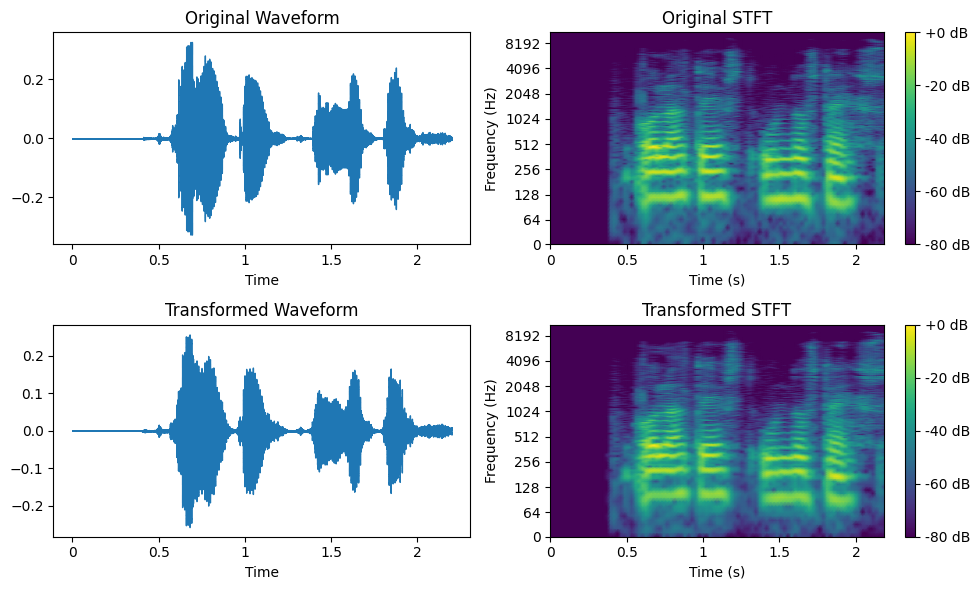 Original Waveform
0.2
0.0
−0.2
0
0.5
1
1.5
2
Time
Original STFT
Frequency (Hz)
8192
4096
2048
1024
512
256
128
64
0
0
0.5
1
1.5
2
Time (s)
+0 dB
-20 dB
-40 dB
-60 dB
-80 dB
Transformed Waveform
0.2
0.1
0.0
−0.1
−0.2
0
0.5
1
1.5
2
Time
Transformed STFT
Frequency (Hz)
8192
4096
2048
1024
512
256
128
64
0
0
0.5
1
1.5
2
Time (s)
+0 dB
-20 dB
-40 dB
-60 dB
-80 dB